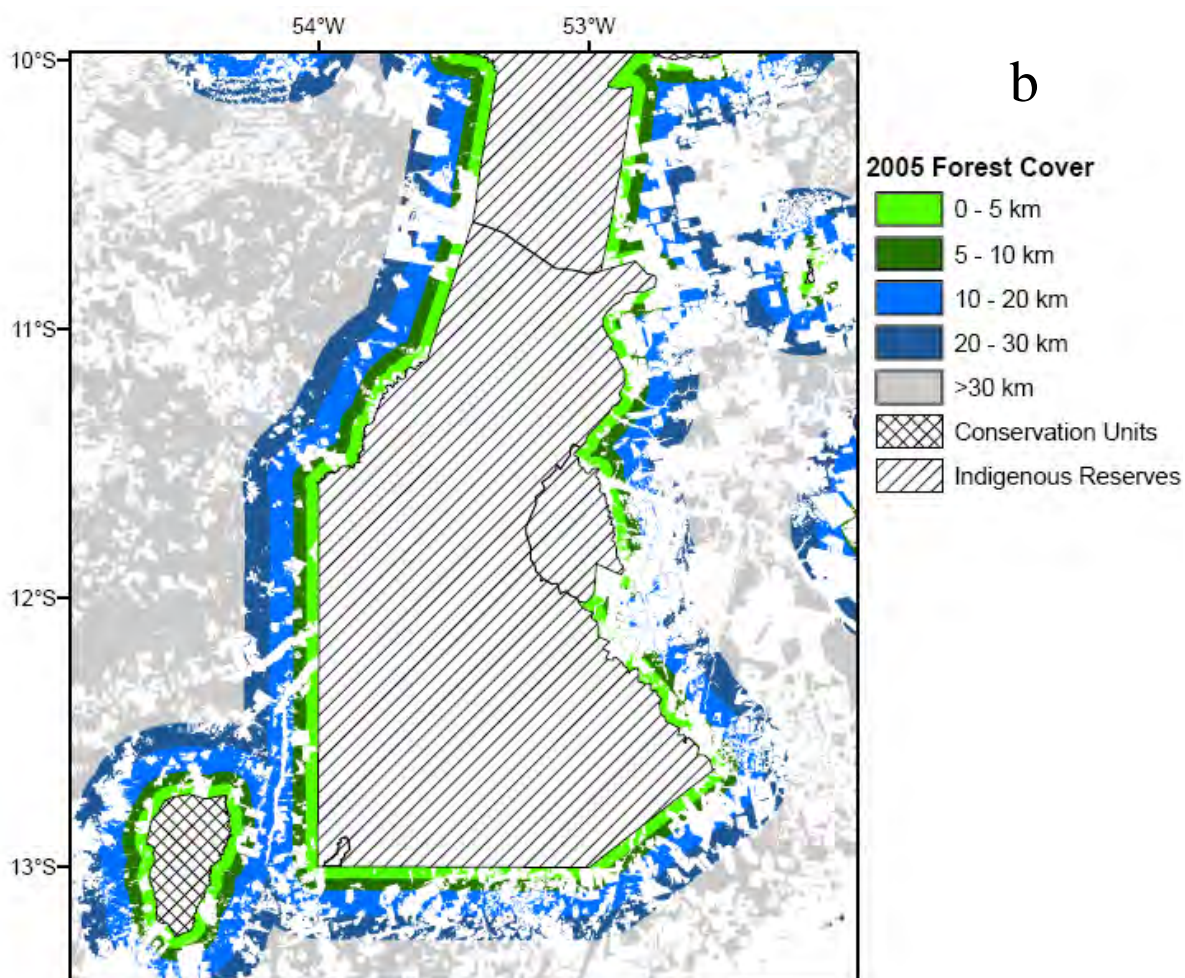 54°W
53°W
10°S
11°S
12°S
13°S
b
2005 Forest Cover
0 - 5 km
5 - 10 km
10 - 20 km
20 - 30 km
>30 km
Conservation Units
Indigenous Reserves